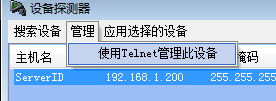 设备探测器
搜索设备 管理 应用选择的设备
使用Telnet管理此设备
主机名 掩码
ServerID 192.168.1.200 255.255.255